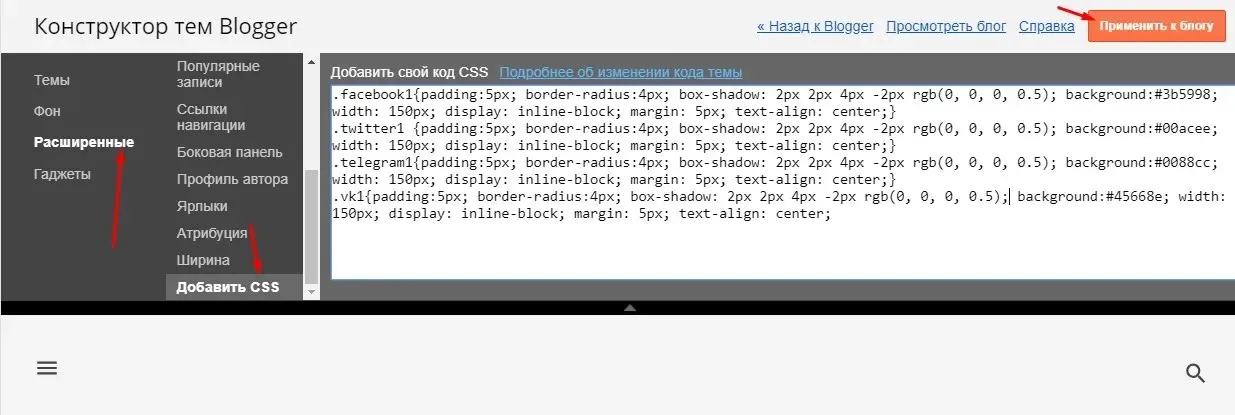 Конструктор тем Blogger
« Назад к Blogger Просмотреть блог Справка Применить к блогу
Темы
Фон
Расширенные
Гаджеты
Популярные
записи
Ссылки
навигации
Боковая панель
Профиль автора
Ярлыки
Атрибуция
Ширина
Добавить CSS
Добавить свой код CSS Подробнее об изменении кода темы
.facebook1{padding:5px; border-radius:4px; box-shadow: 2px 2px 4px -2px rgb(0, 0, 0, 0.5); background:#3b5998;
width: 150px; display: inline-block; margin: 5px; text-align: center;}
.twitter1 {padding:5px; border-radius:4px; box-shadow: 2px 2px 4px -2px rgb(0, 0, 0, 0.5); background:#00acee;
width: 150px; display: inline-block; margin: 5px; text-align: center;}
.telegram1{padding:5px; border-radius:4px; box-shadow: 2px 2px 4px -2px rgb(0, 0, 0, 0.5); background:#0088cc;
width: 150px; display: inline-block; margin: 5px; text-align: center;}
.vk1{padding:5px; border-radius:4px; box-shadow: 2px 2px 4px -2px rgb(0, 0, 0, 0.5); background:#45668e; width:
150px; display: inline-block; margin: 5px; text-align: center;